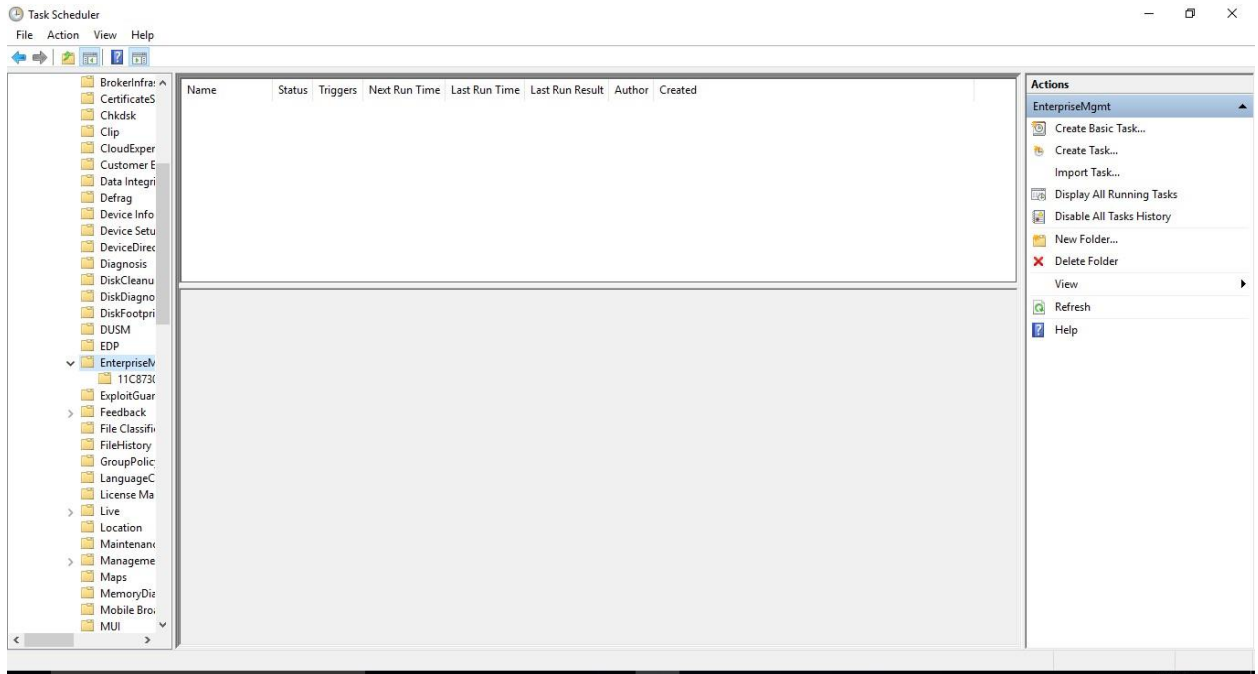 Task Scheduler
File Action View Help
BrokerInfras
CertificateS
Chkdsk
Clip
CloudExper
Customer E
Data Integri
Defrag
Device Info
Device Setu
DeviceDirec
Diagnosis
DiskCleanu
DiskDiagno
DiskFootpri
DUSM
EDP
EnterpriseM
11C8730
ExploitGuar
Feedback
File Classifi
FileHistory
GroupPolic
LanguageC
License Ma
Live
Location
Maintenanc
Manageme
Maps
MemoryDia
Mobile Broa
MUI
Name Status Triggers Next Run Time Last Run Time Last Run Result Author Created
Actions
EnterpriseMgmt
Create Basic Task...
Create Task...
Import Task...
Display All Running Tasks
Disable All Tasks History
New Folder...
Delete Folder
View
Refresh
Help